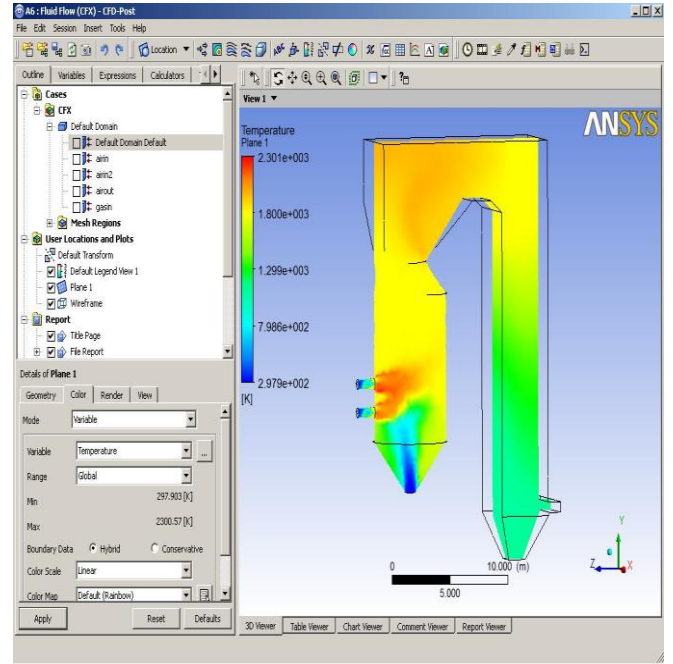 A6 : Fluid Flow (CFX) - CFD-Post
File Edit Session Insert Tools Help
Location
Outline Variables Expressions Calculators
Cases
CFX
Default Domain
Default Domain Default
airin
airin2
airout
gasin
Mesh Regions
User Locations and Plots
Default Transform
Default Legend View 1
Plane 1
Wireframe
Report
Title Page
File Report
Details of Plane 1
Geometry Color Render View
Mode Variable
Variable Temperature ...
Range Global
Min 297.903 [K]
Max 2300.57 [K]
Boundary Data Hybrid Conservative
Color Scale Linear
Color Map Default (Rainbow)
Apply Reset Defaults
View 1
ANSYS
Temperature
Plane 1
2.301e+003
1.800e+003
1.299e+003
7.986e+002
2.979e+002
[K]
0 10.000 (m)
5.000
Y
Z X
3D Viewer Table Viewer Chart Viewer Comment Viewer Report Viewer